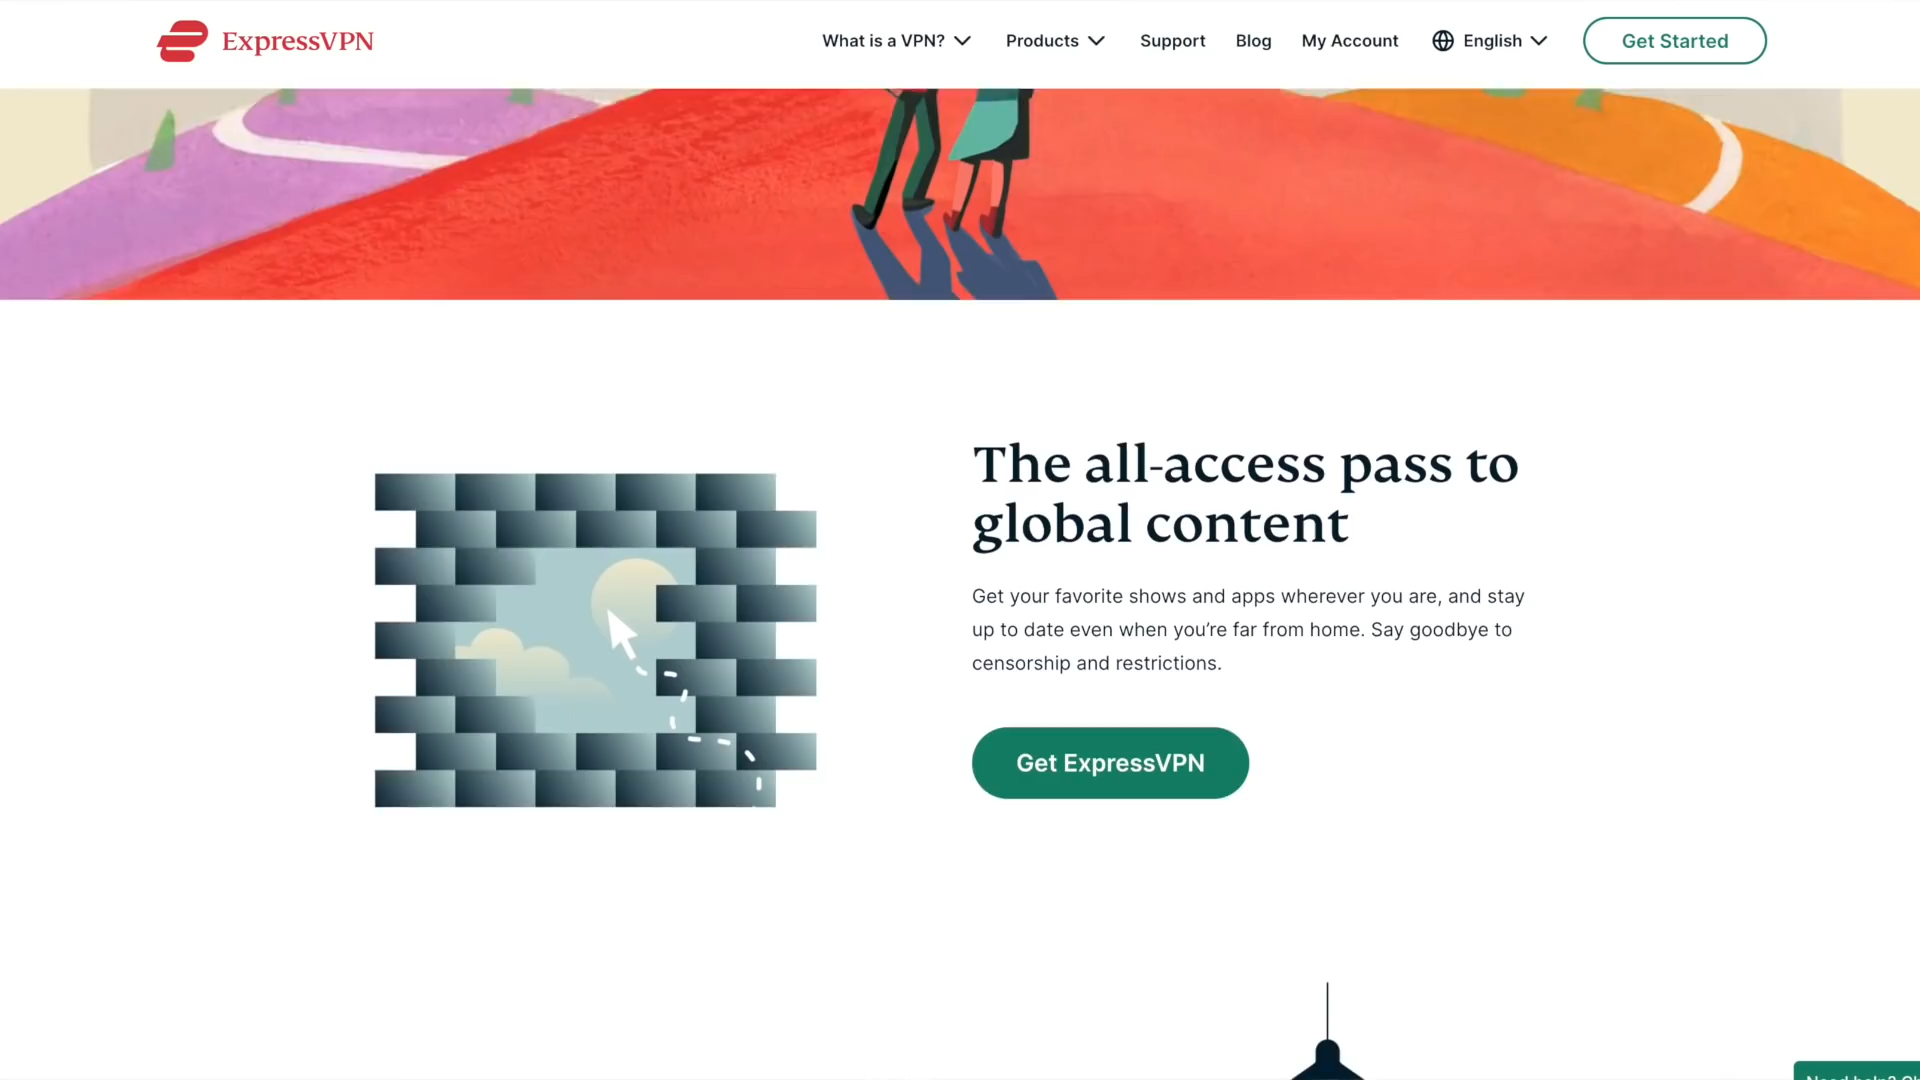 ExpressVPN
What is a VPN?
Products
Support
Blog
My Account
English
Get Started
The all-access pass to
global content
Get your favorite shows and apps wherever you are, and stay
up to date even when you’re far from home. Say goodbye to
censorship and restrictions.
Get ExpressVPN
Need help?